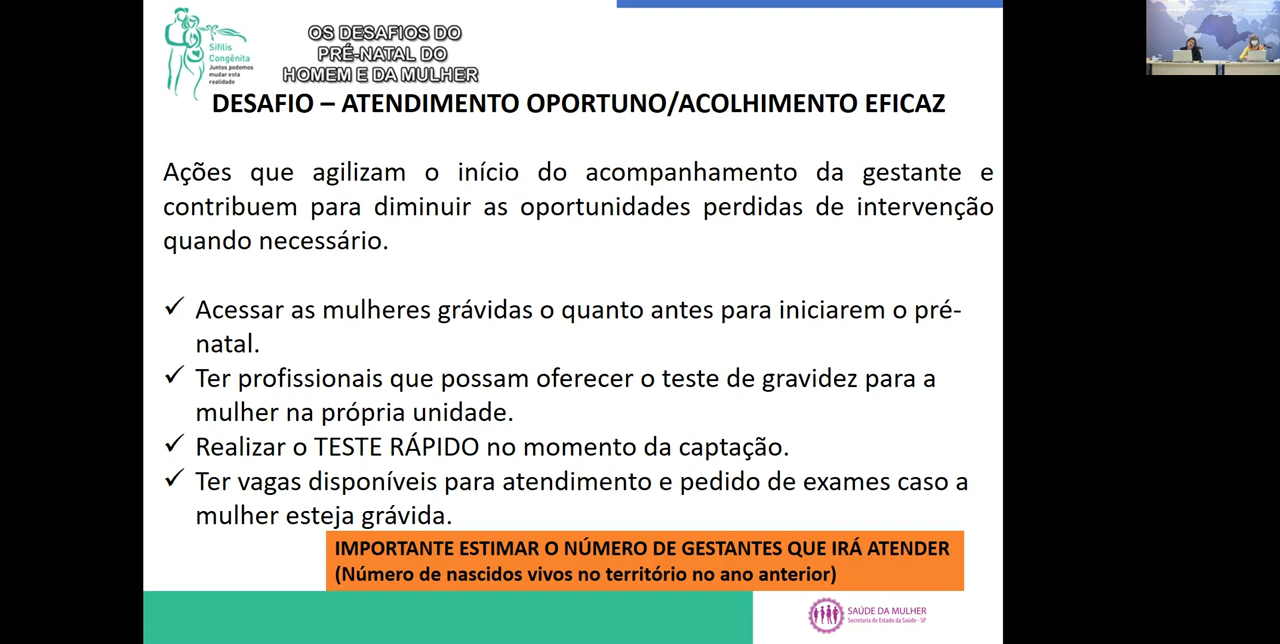 Sífilis
Congênita
Juntos podemos
mudar esta
realidade
OS DESAFIOS DO
PRÉ-NATAL DO
HOMEM E DA MULHER
DESAFIO – ATENDIMENTO OPORTUNO/ACOLHIMENTO EFICAZ
Ações que agilizam o início do acompanhamento da gestante e
contribuem para diminuir as oportunidades perdidas de intervenção
quando necessário.
✓ Acessar as mulheres grávidas o quanto antes para iniciarem o pré-
natal.
✓ Ter profissionais que possam oferecer o teste de gravidez para a
mulher na própria unidade.
✓ Realizar o TESTE RÁPIDO no momento da captação.
✓ Ter vagas disponíveis para atendimento e pedido de exames caso a
mulher esteja grávida.
IMPORTANTE ESTIMAR O NÚMERO DE GESTANTES QUE IRÁ ATENDER
(Número de nascidos vivos no território no ano anterior)
SAÚDE DA MULHER
Secretaria de Estado da Saúde - SP